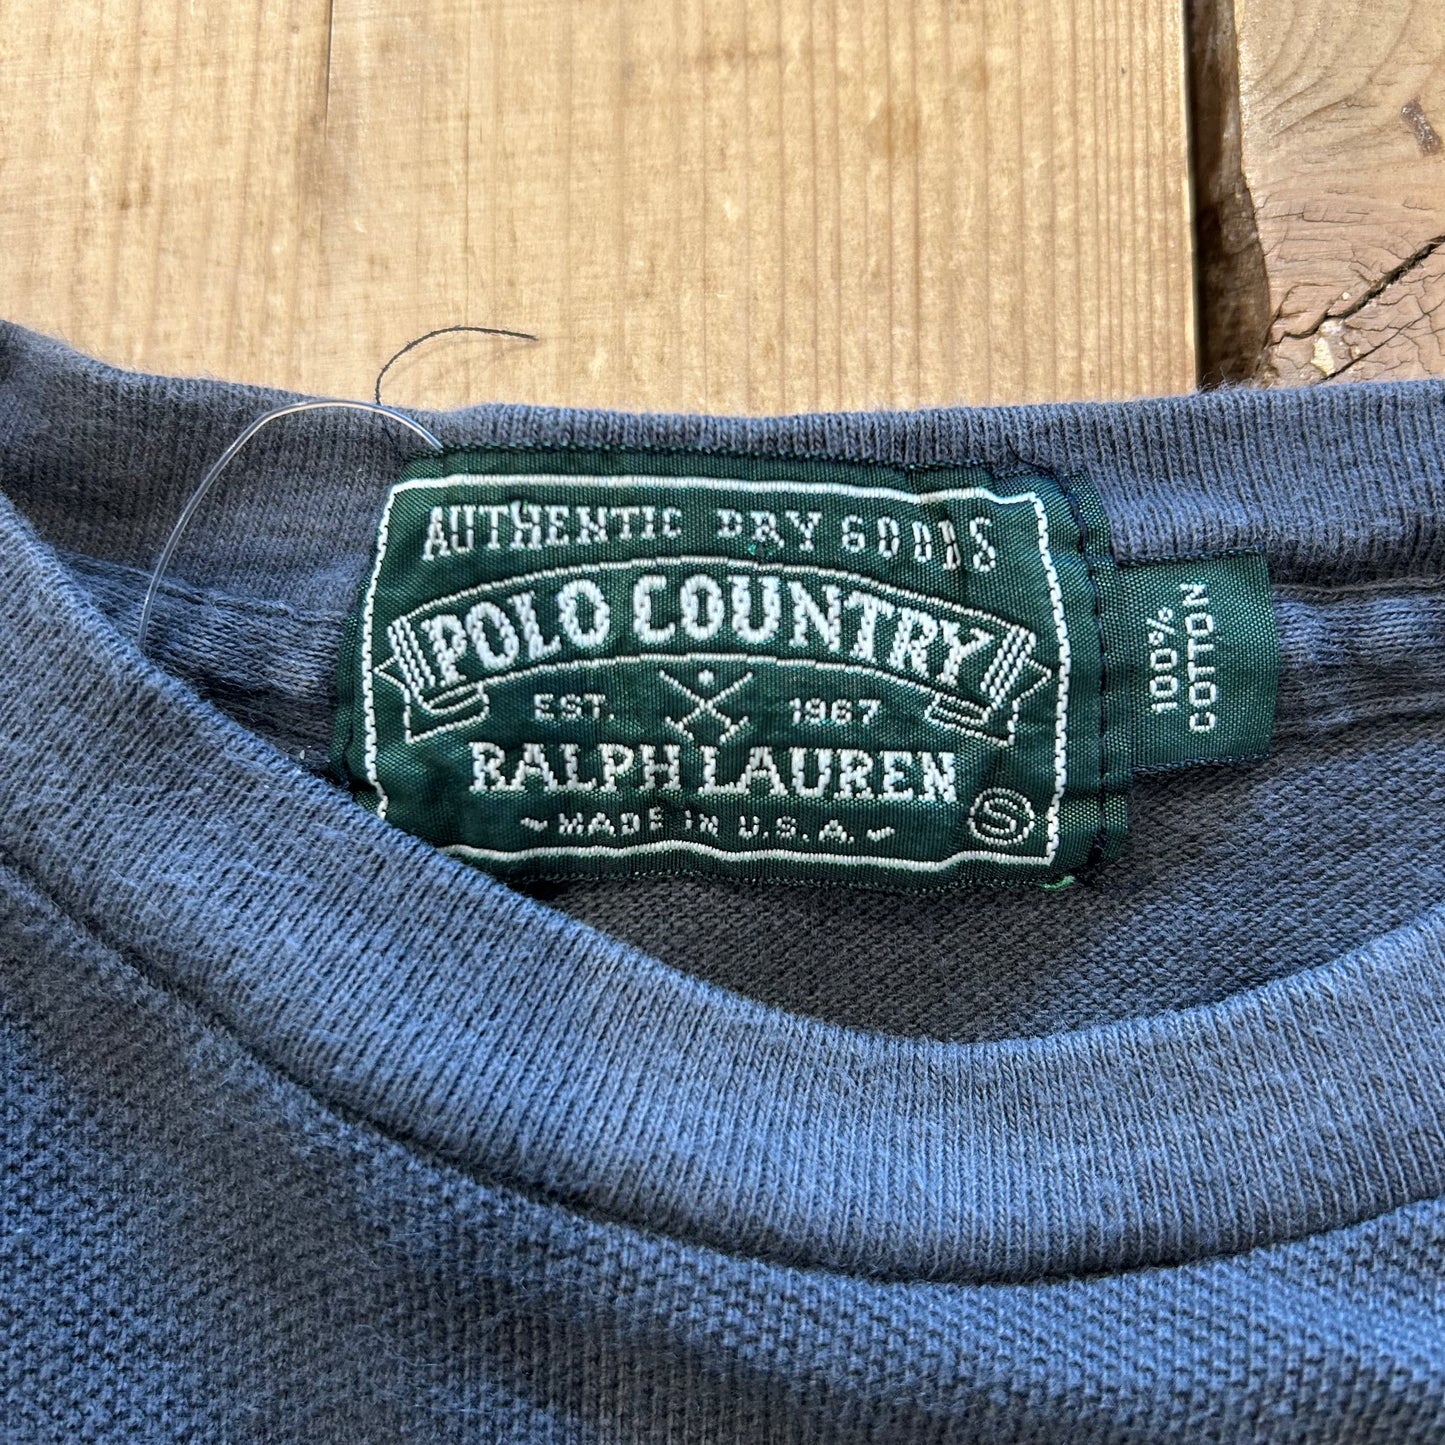 AUTHENTIC DRY GOODS
POLO COUNTRY
EST. 1967
RALPH LAUREN
MADE IN U.S.A.
S
100%
COTTON